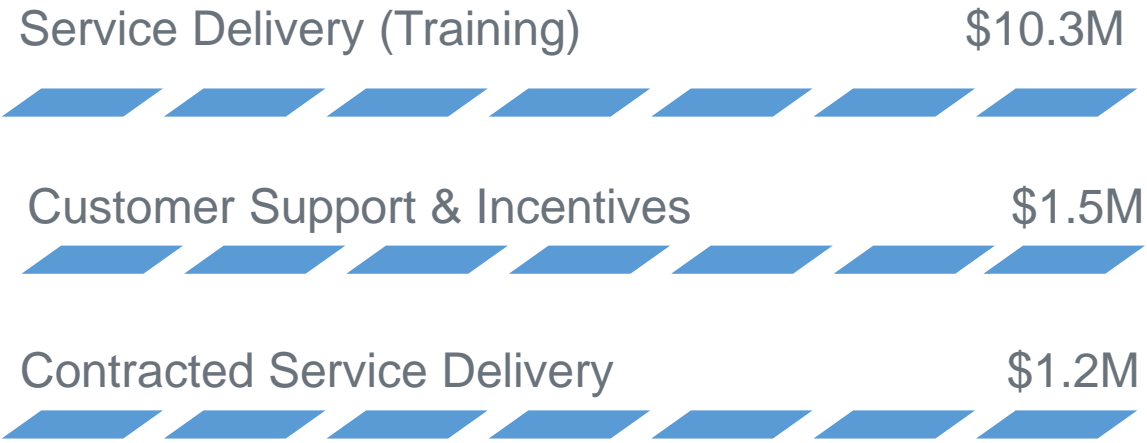 Service Delivery (Training) $10.3M
Customer Support & Incentives $1.5M
Contracted Service Delivery $1.2M